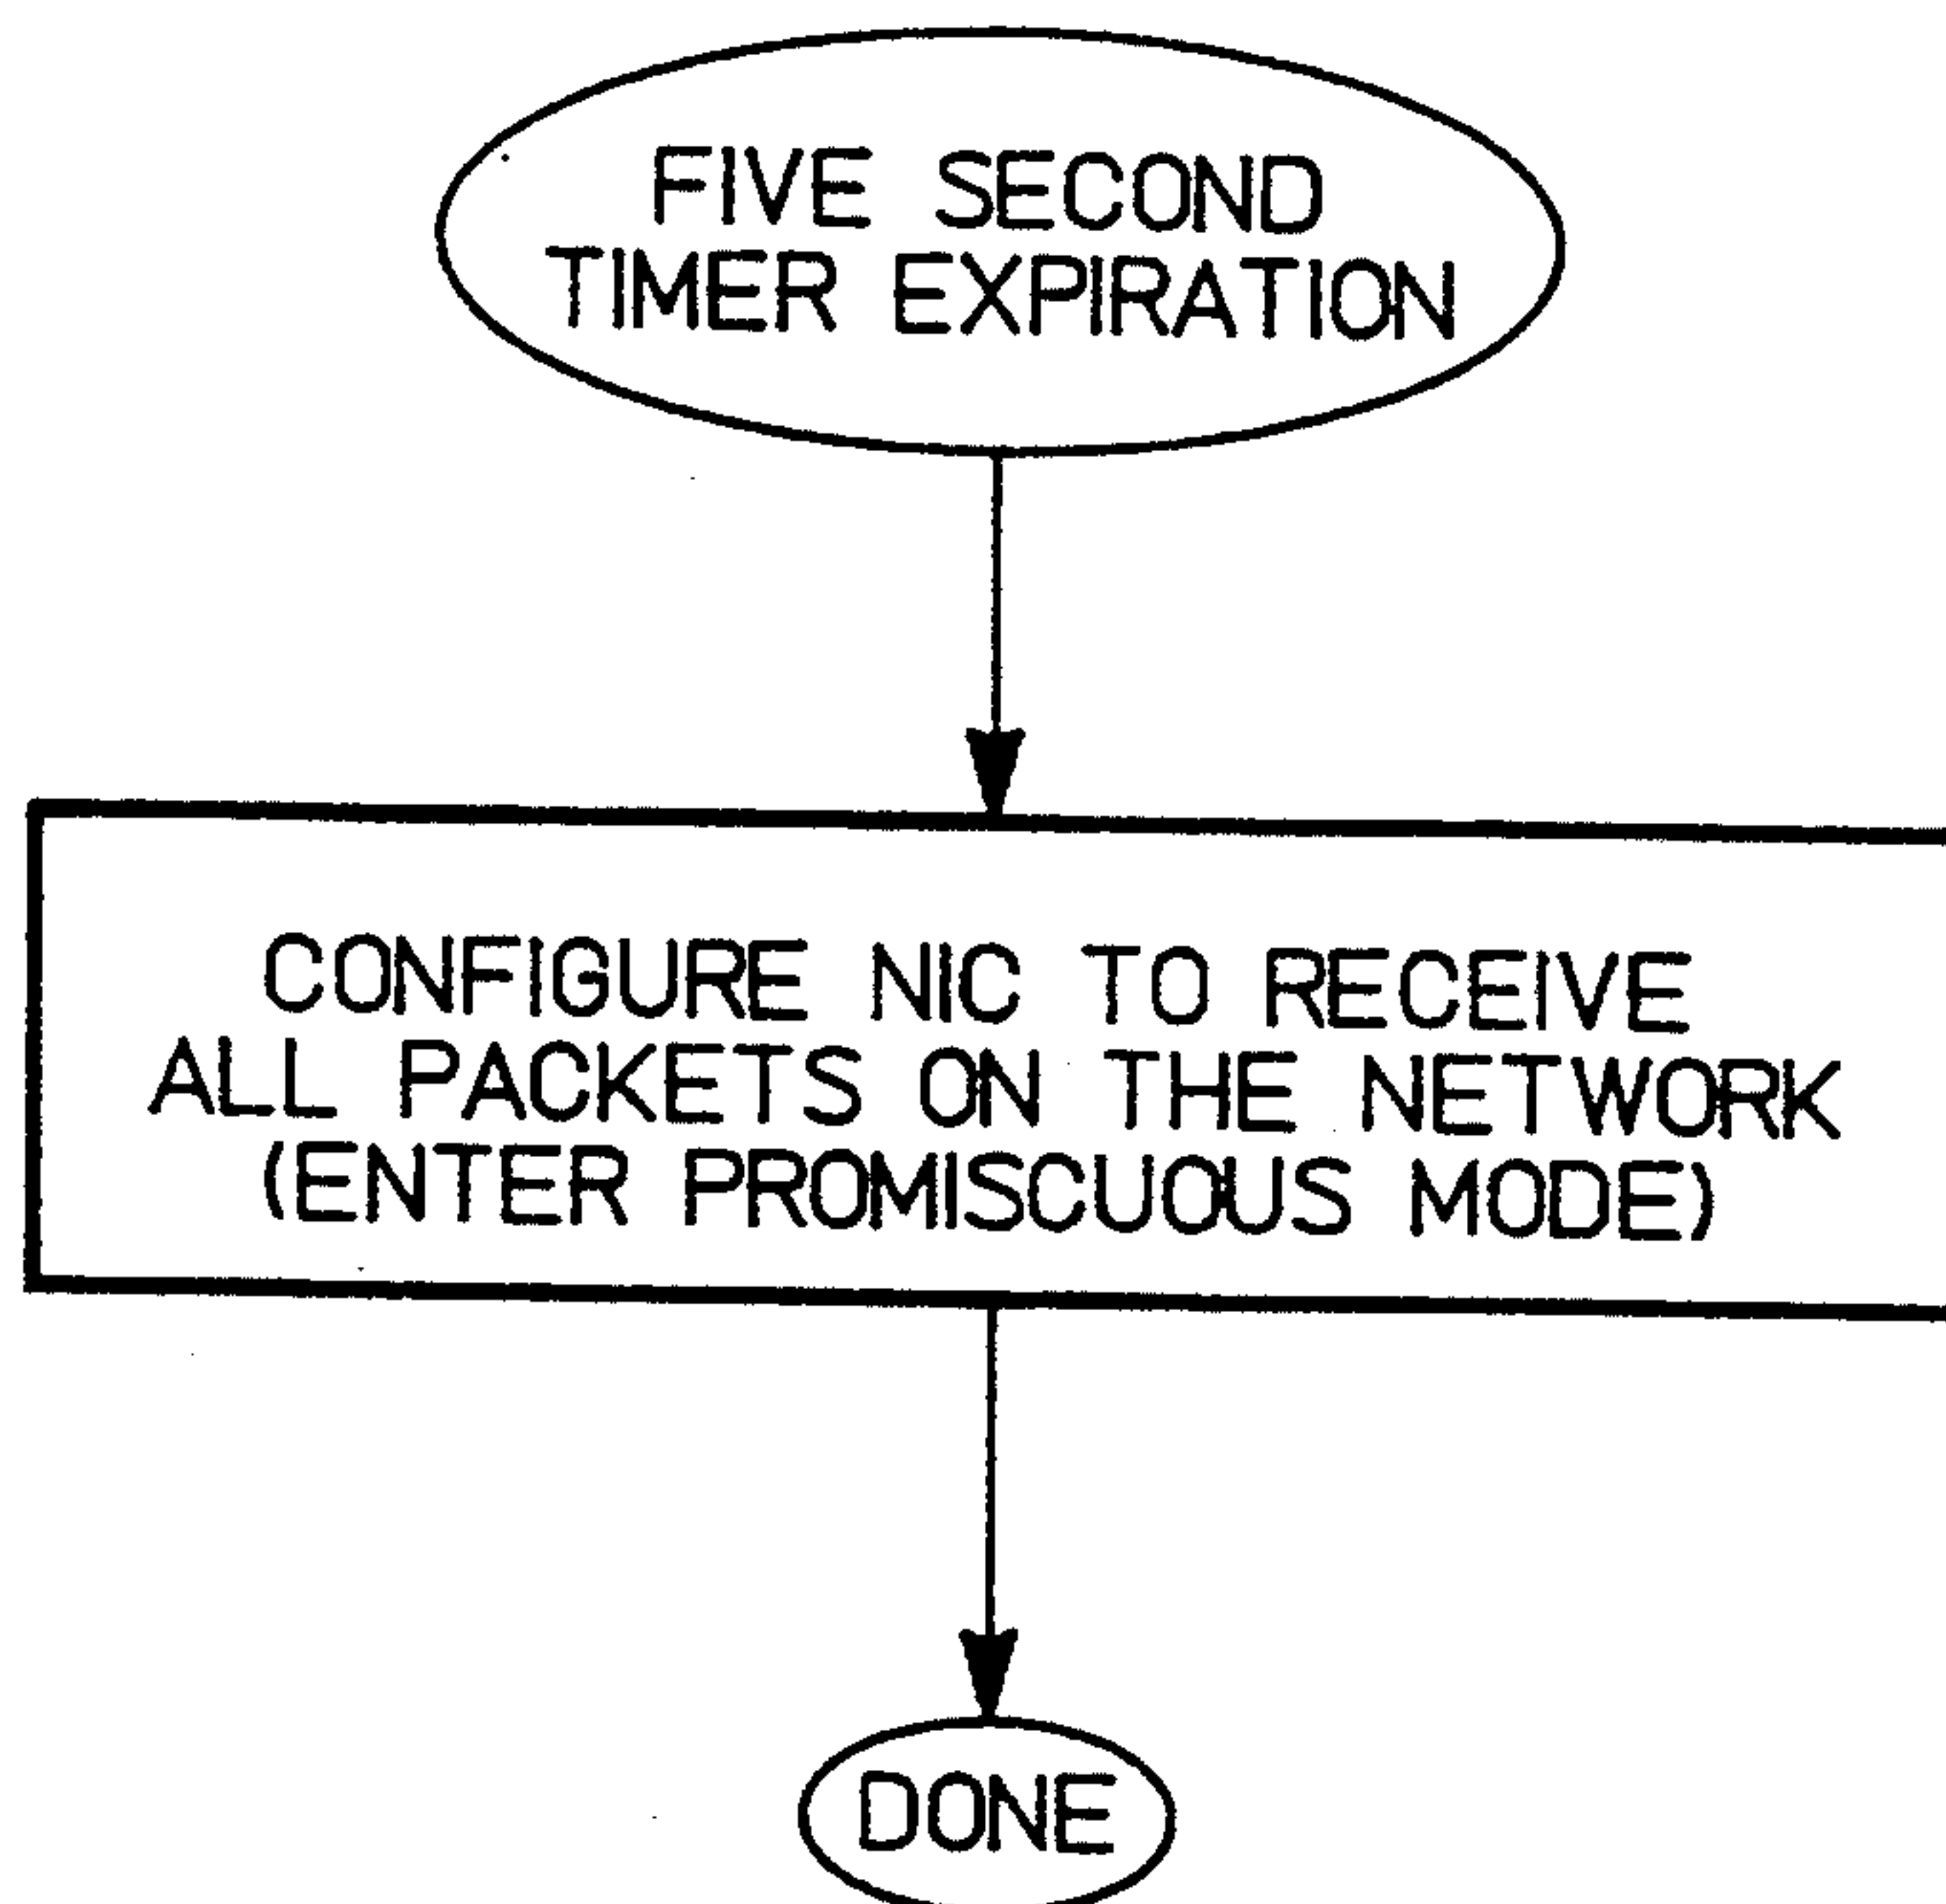 FIVE SECOND
TIMER EXPIRATION
CONFIGURE NIC TO RECEIVE
ALL PACKETS ON THE NETWORK
(ENTER PROMISCUOUS MODE)
DONE